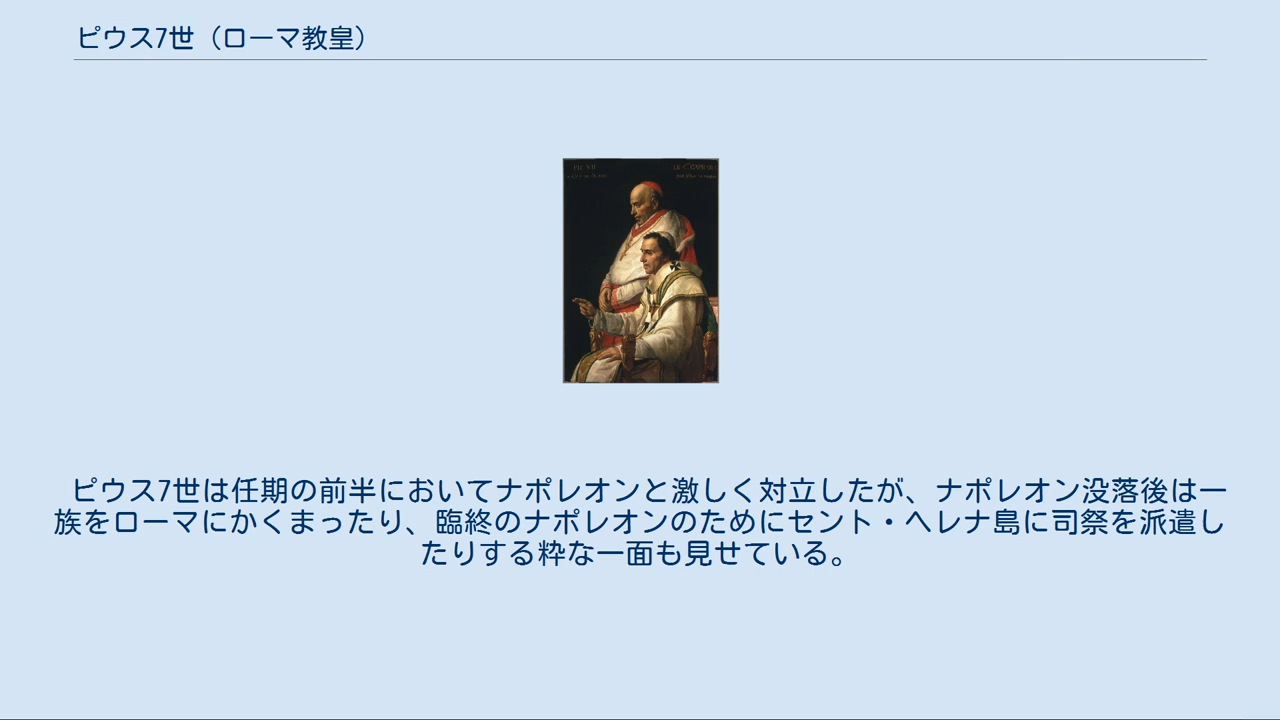 ピウス7世（ローマ教皇）
ピウス7世は任期の前半においてナポレオンと激しく対立したが、ナポレオン没落後は一
族をローマにかくまったり、臨終のナポレオンのためにセント・ヘレナ島に司祭を派遣し
たりする粋な一面も見せている。